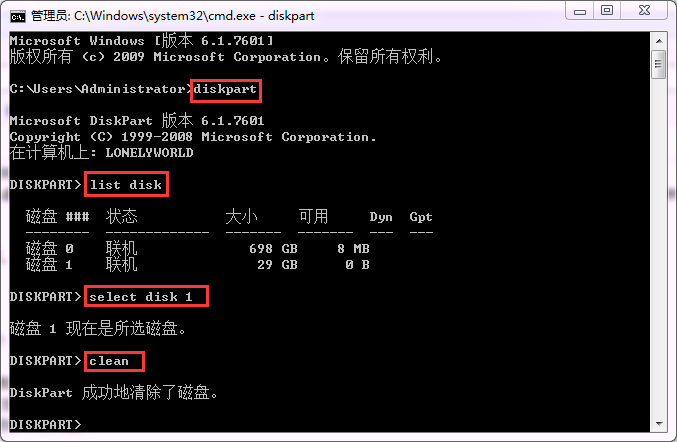 管理员: C:\Windows\system32\cmd.exe - diskpart
Microsoft Windows [版本 6.1.7601]
版权所有 (c) 2009 Microsoft Corporation。保留所有权利。
C:\Users\Administrator>diskpart
Microsoft DiskPart 版本 6.1.7601
Copyright (C) 1999-2008 Microsoft Corporation.
在计算机上: LONELYWORLD
DISKPART> list disk
磁盘 ### 状态 大小 可用 Dyn Gpt
-------- ------------- ------- ------- --- ---
磁盘 0 联机 698 GB 8 MB
磁盘 1 联机 29 GB 0 B
DISKPART> select disk 1
磁盘 1 现在是所选磁盘。
DISKPART> clean
DiskPart 成功地清除了磁盘。
DISKPART>